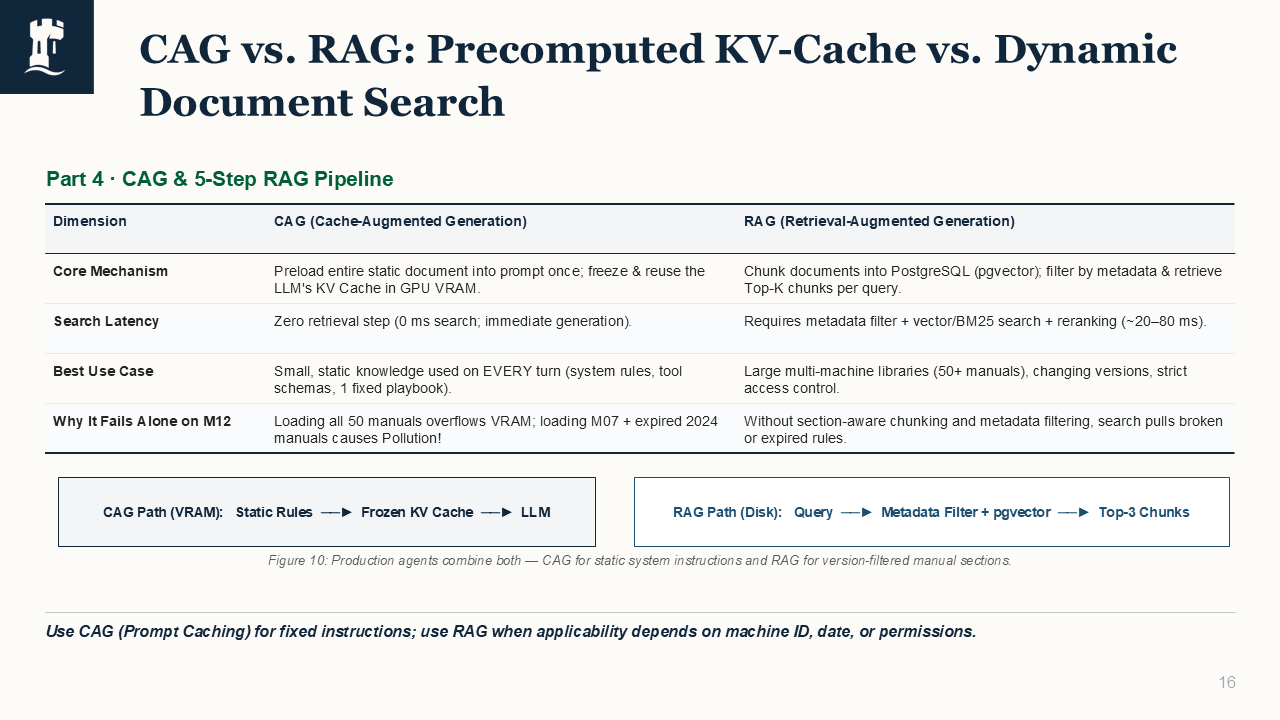 CAG vs. RAG: Precomputed KV-Cache vs. Dynamic
Document Search
Part 4 · CAG & 5-Step RAG Pipeline
Dimension
CAG (Cache-Augmented Generation)
RAG (Retrieval-Augmented Generation)
Core Mechanism
Preload entire static document into prompt once; freeze & reuse the
LLM's KV Cache in GPU VRAM.
Chunk documents into PostgreSQL (pgvector); filter by metadata & retrieve
Top-K chunks per query.
Search Latency
Zero retrieval step (0 ms search; immediate generation).
Requires metadata filter + vector/BM25 search + reranking (~20–80 ms).
Best Use Case
Small, static knowledge used on EVERY turn (system rules, tool
schemas, 1 fixed playbook).
Large multi-machine libraries (50+ manuals), changing versions, strict
access control.
Why It Fails Alone on M12
Loading all 50 manuals overflows VRAM; loading M07 + expired 2024
manuals causes Pollution!
Without section-aware chunking and metadata filtering, search pulls broken
or expired rules.
CAG Path (VRAM): Static Rules ──► Frozen KV Cache ──► LLM
RAG Path (Disk): Query ──► Metadata Filter + pgvector ──► Top-3 Chunks
Figure 10: Production agents combine both — CAG for static system instructions and RAG for version-filtered manual sections.
Use CAG (Prompt Caching) for fixed instructions; use RAG when applicability depends on machine ID, date, or permissions.
16